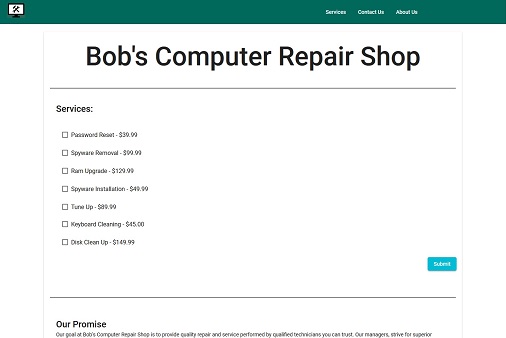 Services Contact Us About Us
Bob's Computer Repair Shop
Services:
Password Reset - $39.99
Spyware Removal - $99.99
Ram Upgrade - $129.99
Spyware Installation - $49.99
Tune Up - $89.99
Keyboard Cleaning - $45.00
Disk Clean Up - $149.99
Submit
Our Promise
Our goal at Bob's Computer Repair Shop is to provide quality repair and service performed by qualified technicians you can trust. Our managers, strive for superior